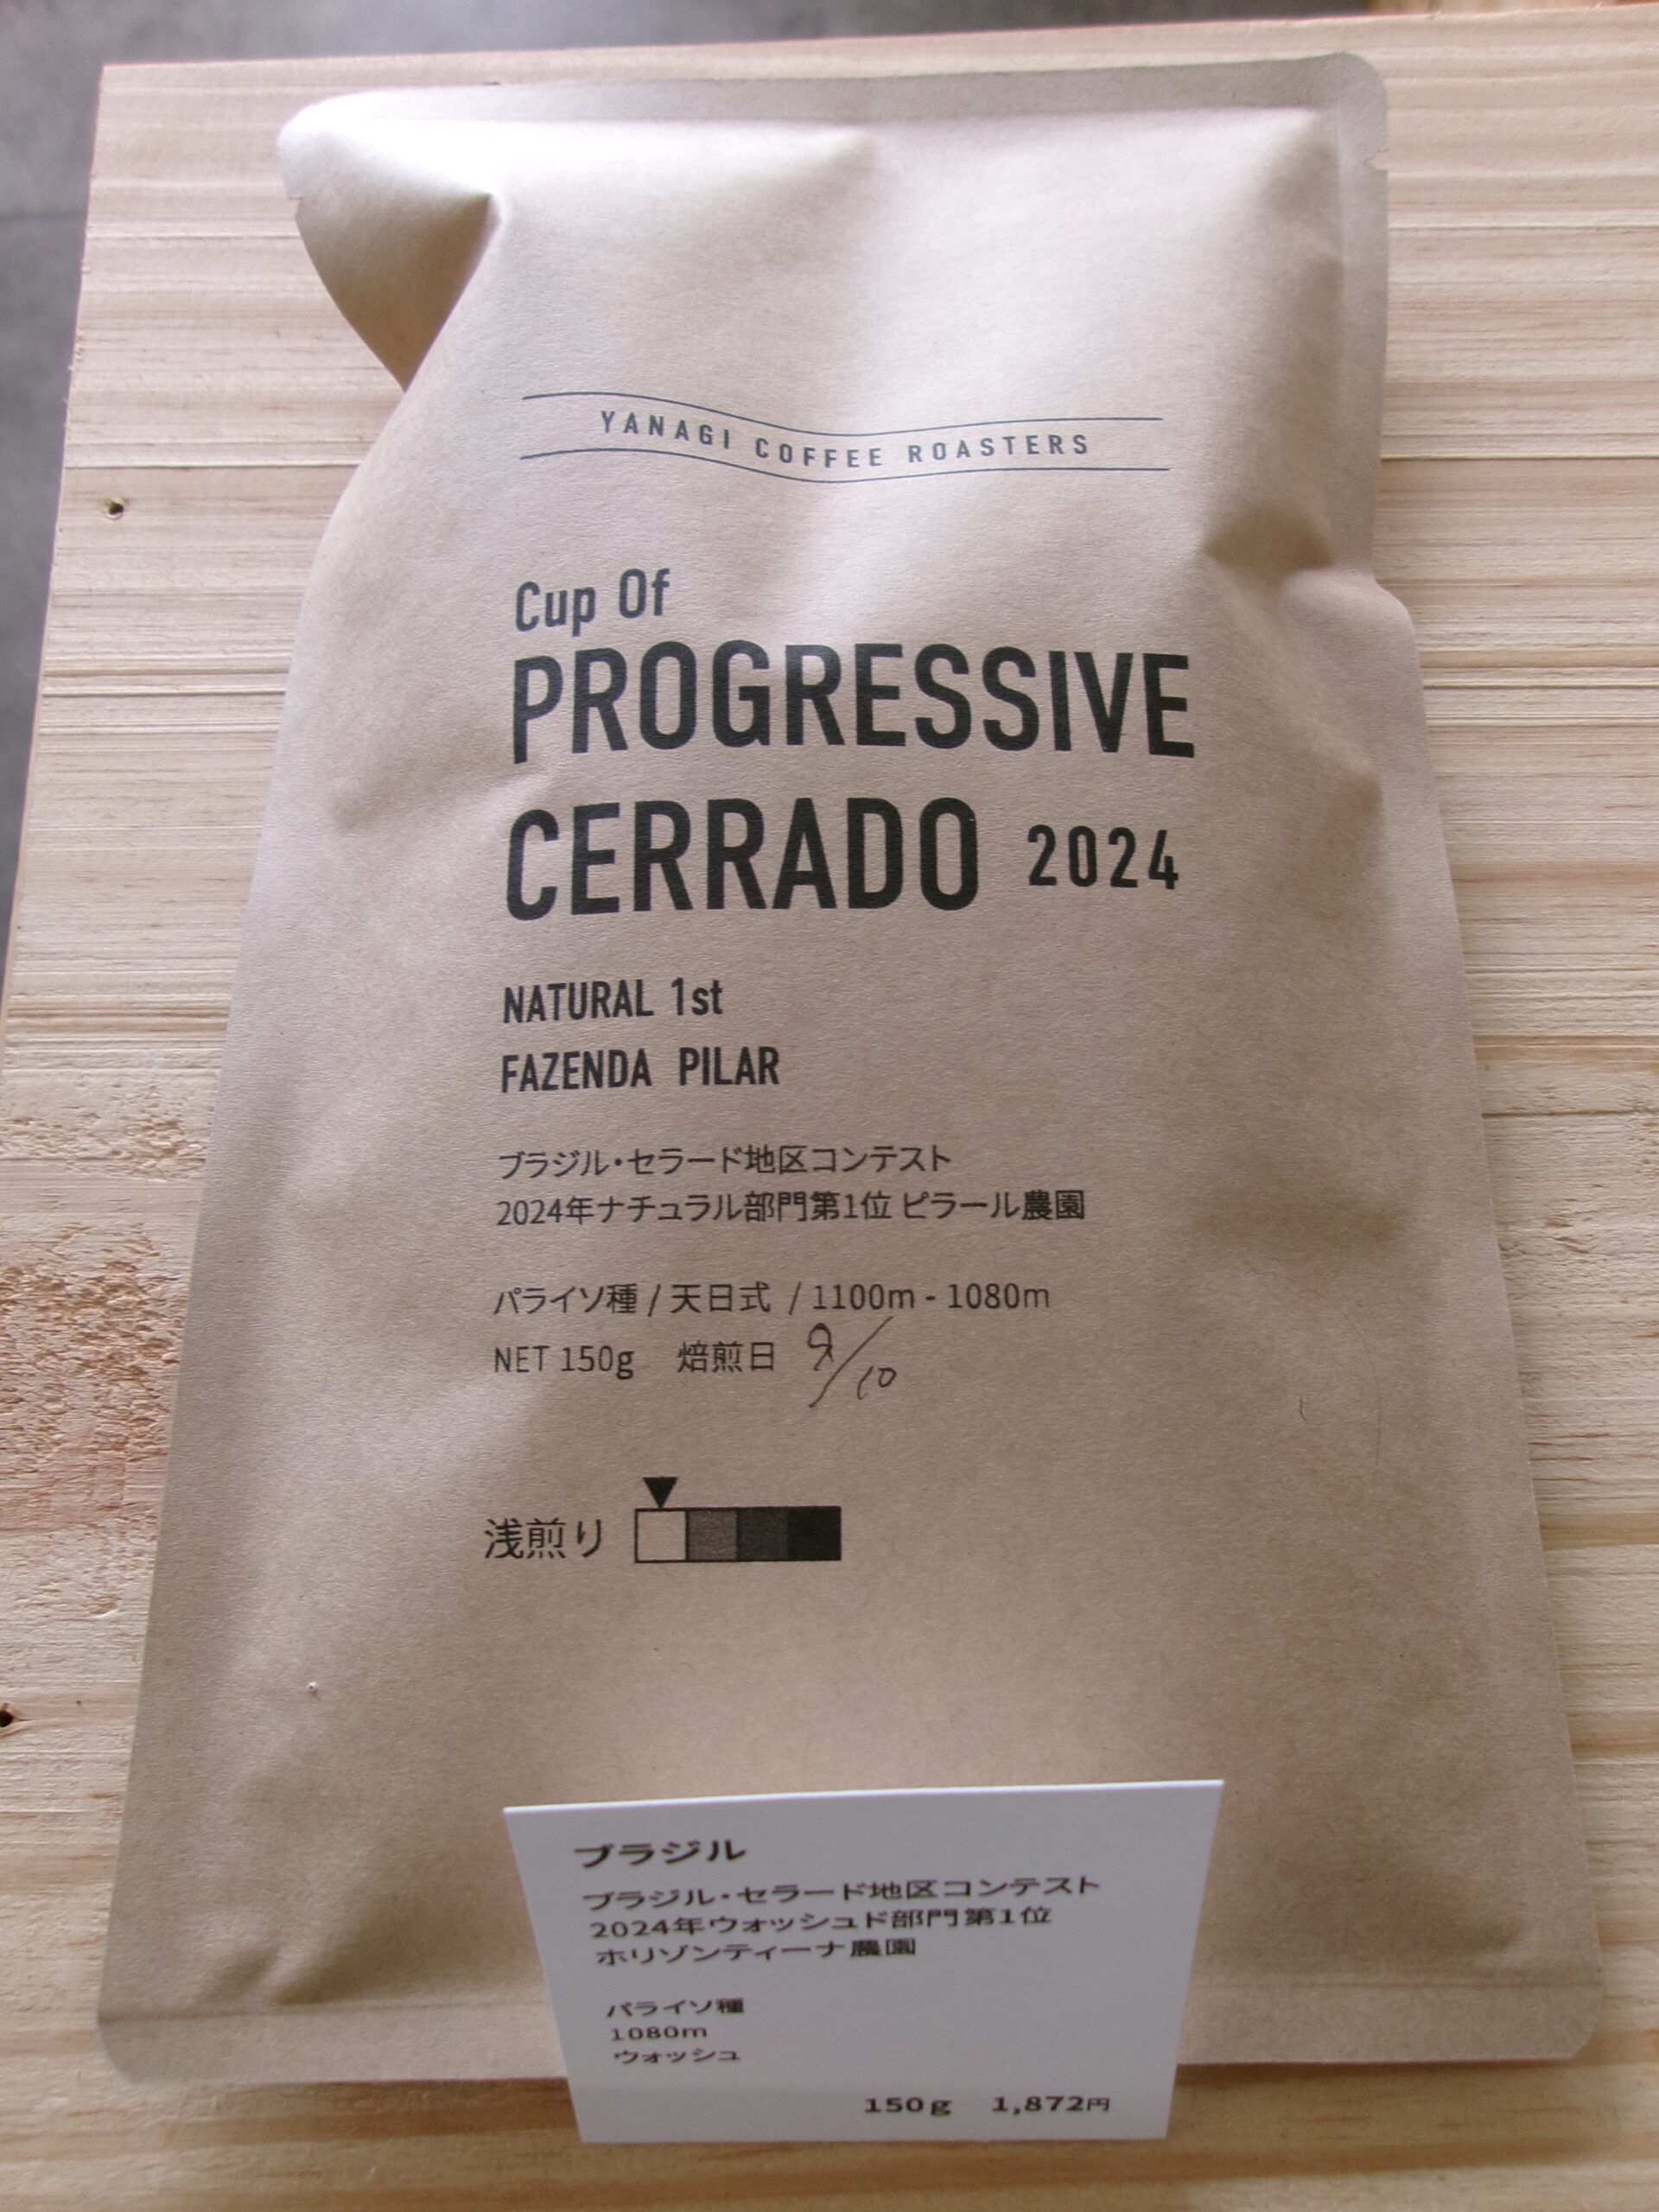 YANAGI COFFEE ROASTERS
Cup Of
PROGRESSIVE
CERRADO 2024
NATURAL 1st
FAZENDA PILAR
ブラジル・セラード地区コンテスト
2024年ナチュラル部門第1位 ピラール農園
パライソ種 / 天日式 / 1100m - 1080m
NET 150g 焙煎日 9/10
浅煎り
ブラジル
ブラジル・セラード地区コンテスト
2024年ウォッシュド部門第1位
ホリゾンティーナ農園
パライソ種
1080m
ウォッシュ
150g 1,872円